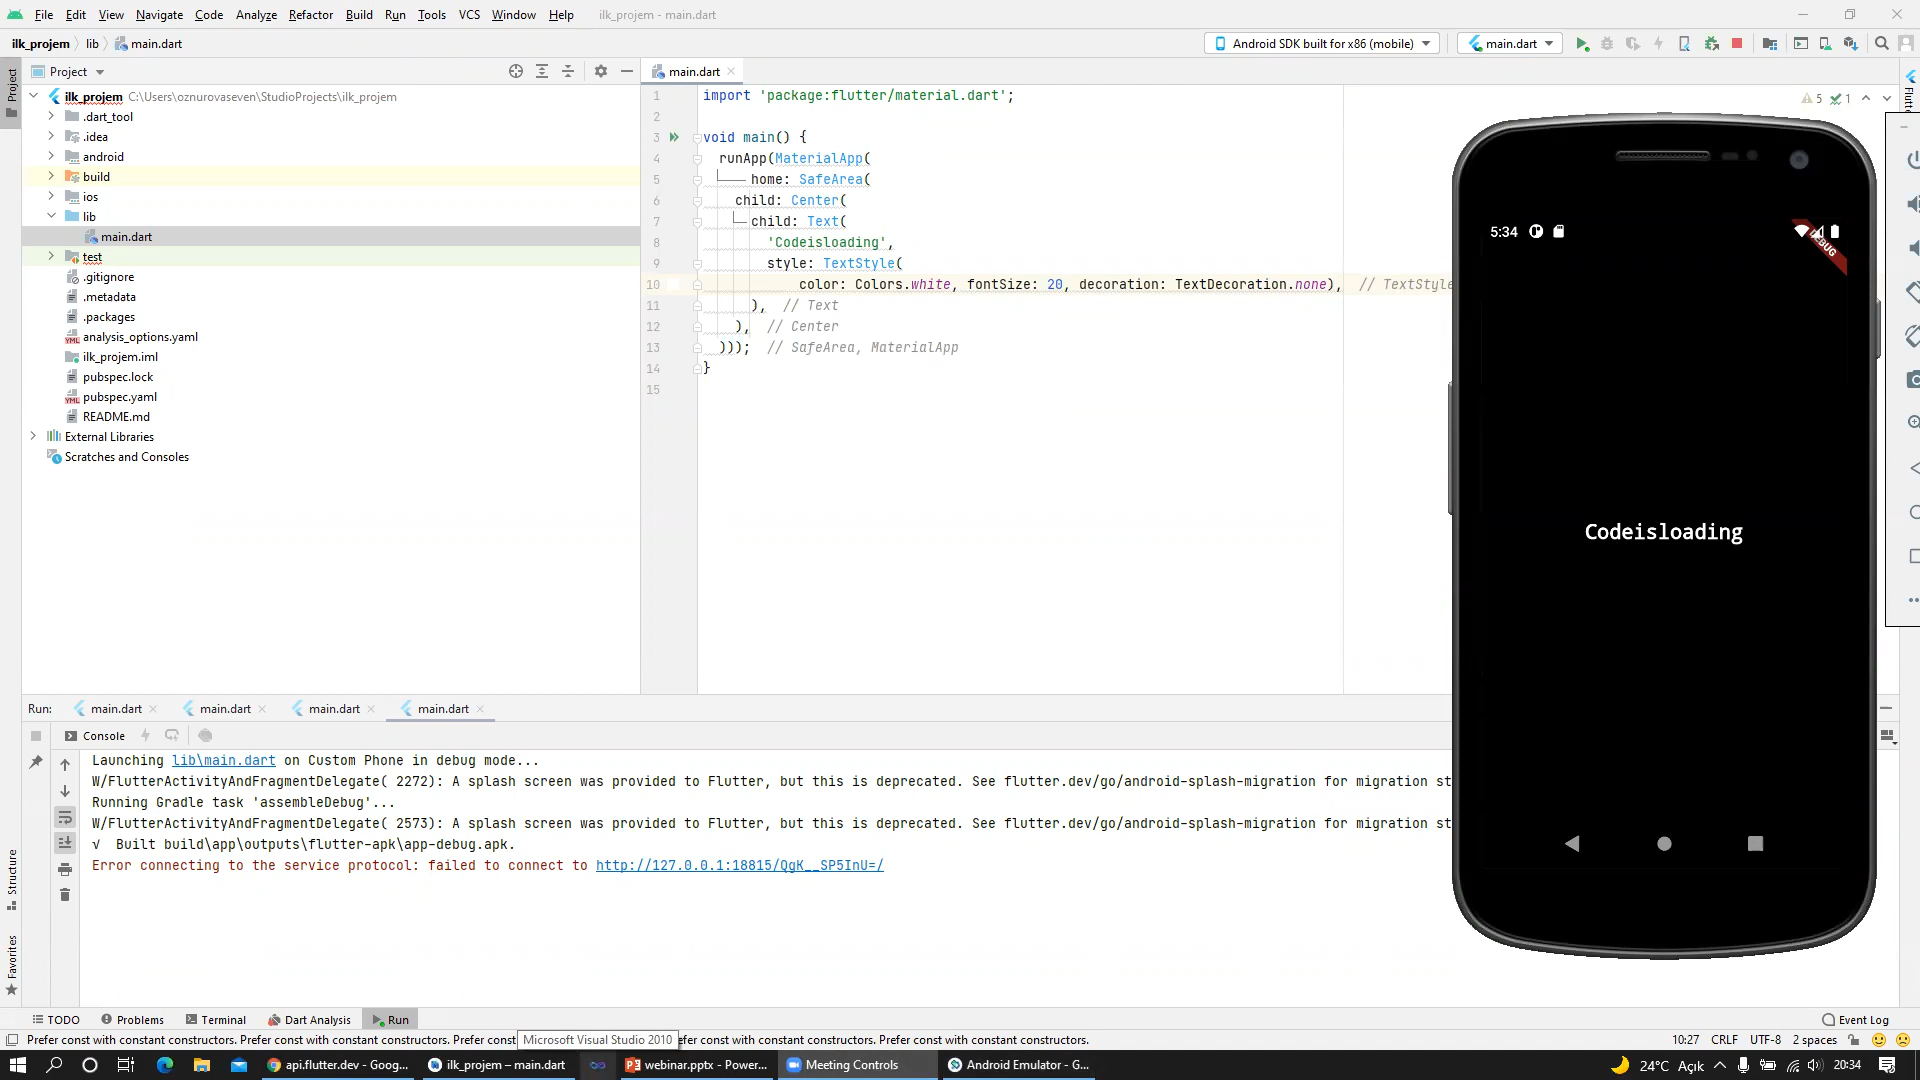 File Edit View Navigate Code Analyze Refactor Build Run Tools VCS Window Help ilk_projem - main.dart
ilk_projem lib main.dart
Android SDK built for x86 (mobile) main.dart
Project
Project
main.dart
ilk_projem C:\Users\oznurovaseven\StudioProjects\ilk_projem
.dart_tool
.idea
android
build
ios
lib
main.dart
test
.gitignore
.metadata
.packages
analysis_options.yaml
ilk_projem.iml
pubspec.lock
pubspec.yaml
README.md
External Libraries
Scratches and Consoles
5 1
1 import 'package:flutter/material.dart';
2
3 void main() {
4 runApp(MaterialApp(
5 home: SafeArea(
6 child: Center(
7 child: Text(
8 'Codeisloading',
9 style: TextStyle(
10 color: Colors.white, fontSize: 20, decoration: TextDecoration.none), // TextStyle
11 ), // Text
12 ), // Center
13 ))); // SafeArea, MaterialApp
14 }
15
5:34
DEBUG
Codeisloading
Run: main.dart main.dart main.dart main.dart
Console
Launching lib\main.dart on Custom Phone in debug mode...
W/FlutterActivityAndFragmentDelegate( 2272): A splash screen was provided to Flutter, but this is deprecated. See flutter.dev/go/android-splash-migration for migration st
Running Gradle task 'assembleDebug'...
W/FlutterActivityAndFragmentDelegate( 2573): A splash screen was provided to Flutter, but this is deprecated. See flutter.dev/go/android-splash-migration for migration st
√ Built build\app\outputs\flutter-apk\app-debug.apk.
Error connecting to the service protocol: failed to connect to http://127.0.0.1:18815/QgK__SP5InU=/
Structure
Favorites
TODO Problems Terminal Dart Analysis Run Event Log
Prefer const with constant constructors. Prefer const with constant constructors. Prefer const
Microsoft Visual Studio 2010
efer const with constant constructors. Prefer const with constant constructors.
10:27 CRLF UTF-8 2 spaces
api.flutter.dev - Goog... ilk_projem – main.dart webinar.pptx - Power... Meeting Controls Android Emulator - G...
24°C Açık 20:34